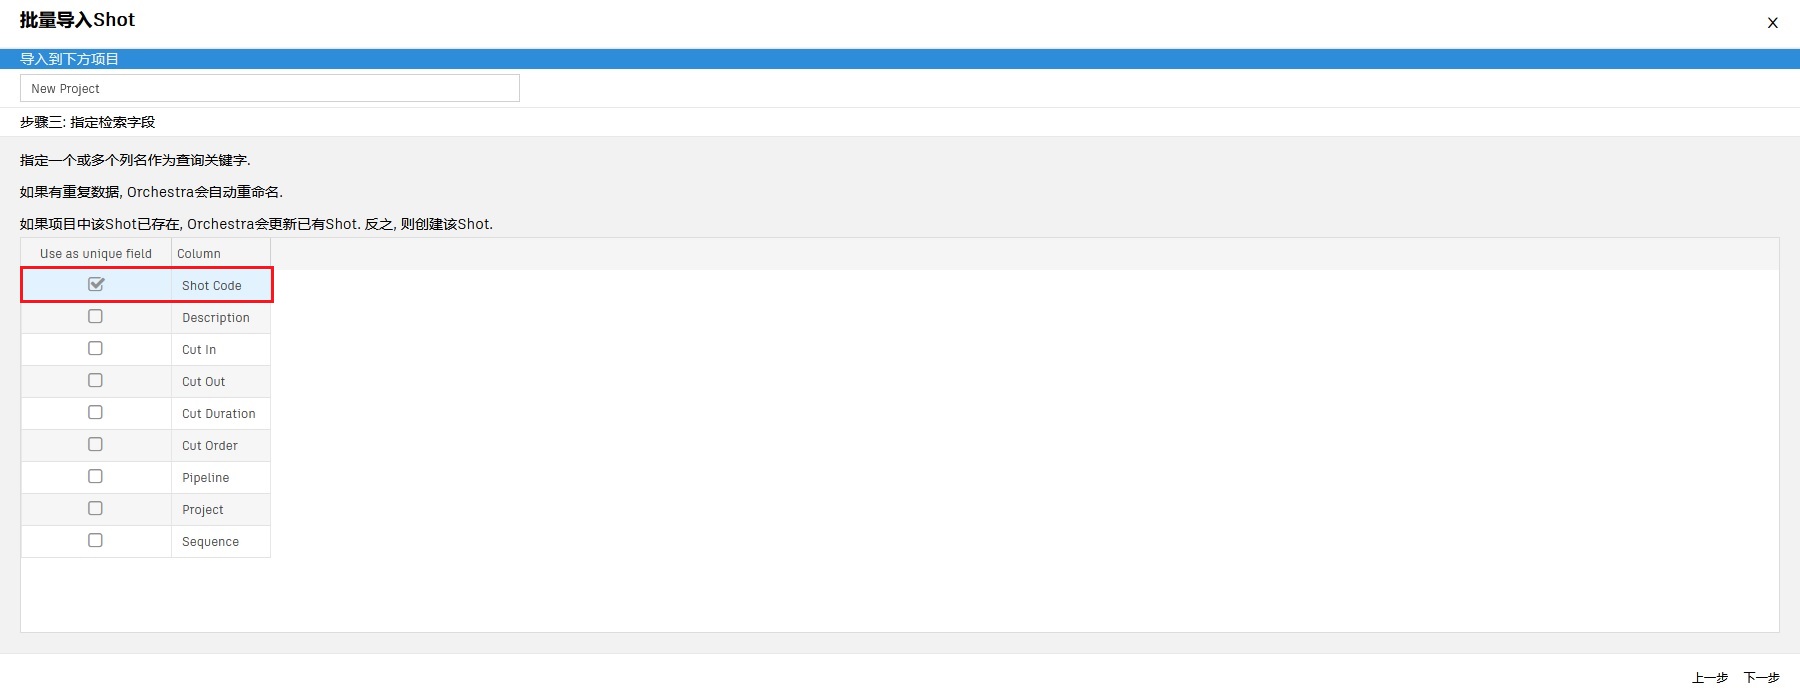 批量导入Shot
X
导入到下方项目
New Project
步骤三: 指定检索字段
指定一个或多个列名作为查询关键字.
如果有重复数据, Orchestra会自动重命名.
如果项目中该Shot已存在, Orchestra会更新已有Shot. 反之, 则创建该Shot.
Use as unique field Column
Shot Code
Description
Cut In
Cut Out
Cut Duration
Cut Order
Pipeline
Project
Sequence
上一步 下一步